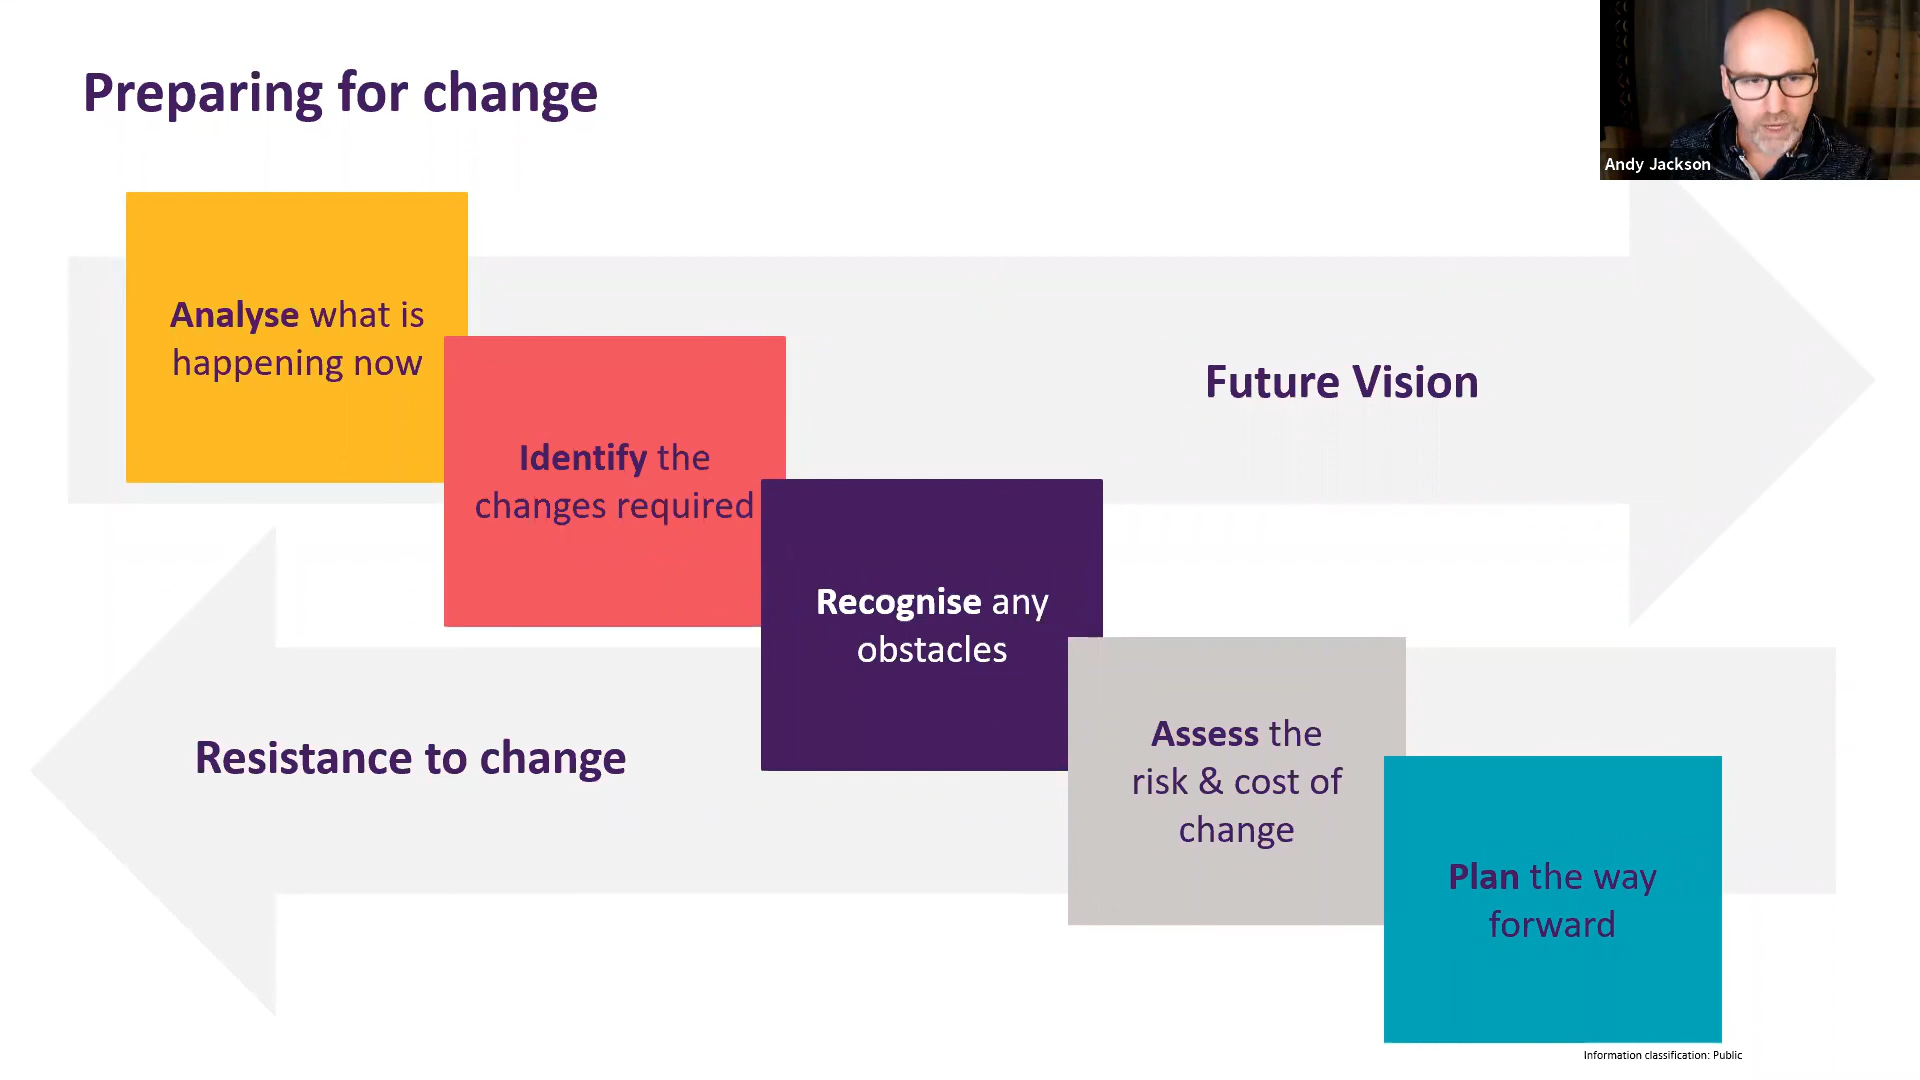 Preparing for change
Andy Jackson
Analyse what is
happening now
Identify the
changes required
Future Vision
Recognise any
obstacles
Resistance to change
Assess the
risk & cost of
change
Plan the way
forward
Information classification: Public